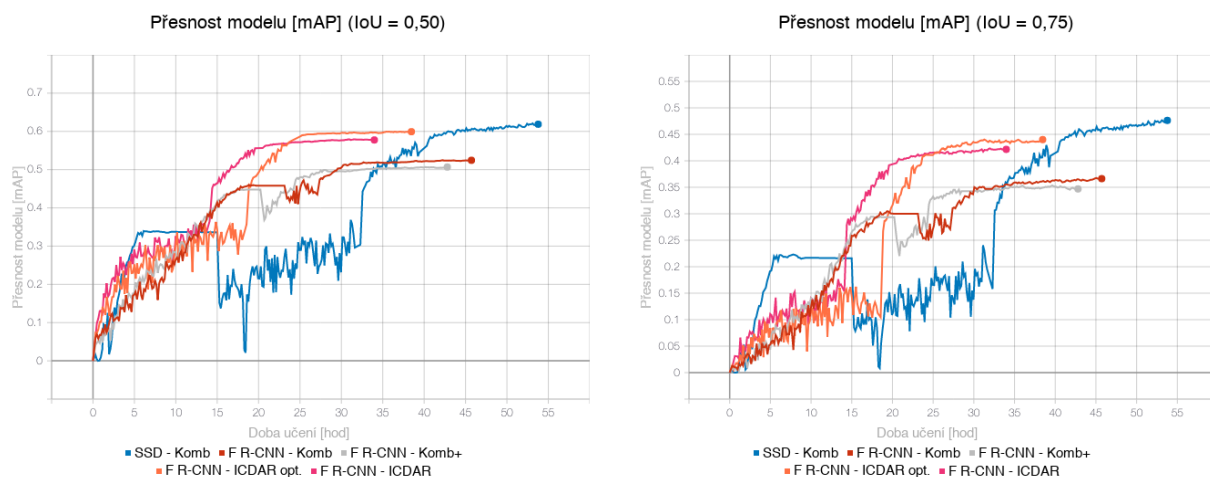 Přesnost modelu [mAP] (IoU = 0,50)
Přesnost modelu [mAP]
0.7
0.6
0.5
0.4
0.3
0.2
0.1
0
0 5 10 15 20 25 30 35 40 45 50 55
Doba učení [hod]
SSD - Komb F R-CNN - Komb F R-CNN - Komb+
F R-CNN - ICDAR opt. F R-CNN - ICDAR
Přesnost modelu [mAP] (IoU = 0,75)
Přesnost modelu [mAP]
0.55
0.5
0.45
0.4
0.35
0.3
0.25
0.2
0.15
0.1
0.05
0
0 5 10 15 20 25 30 35 40 45 50 55
Doba učení [hod]
SSD - Komb F R-CNN - Komb F R-CNN - Komb+
F R-CNN - ICDAR opt. F R-CNN - ICDAR